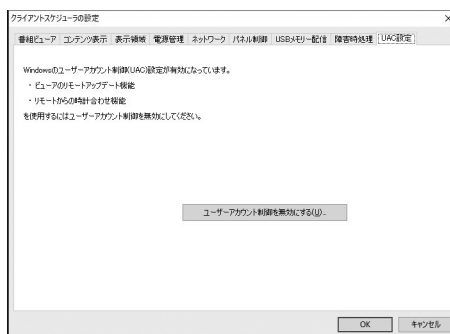 クライアントスケジューラの設定
番組ビューア コンテンツ表示 表示領域 電源管理 ネットワーク パネル制御 USBメモリー配信 障害時処理 UAC設定
Windowsのユーザーアカウント制御(UAC)設定が有効になっています。
・ ビューアのリモートアップデート機能
・ リモートからの時計合わせ機能
を使用するにはユーザーアカウント制御を無効にしてください。
ユーザーアカウント制御を無効にする(U)...
OK キャンセル